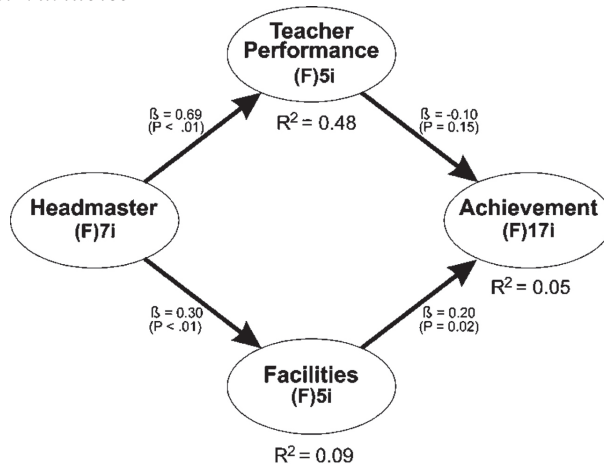 Teacher
Performance
(F)5i
R² = 0.48
ß = 0.69
(P < .01)
ß = -0.10
(P = 0.15)
Headmaster
(F)7i
Achievement
(F)17i
R² = 0.05
ß = 0.30
(P < .01)
ß = 0.20
(P = 0.02)
Facilities
(F)5i
R² = 0.09